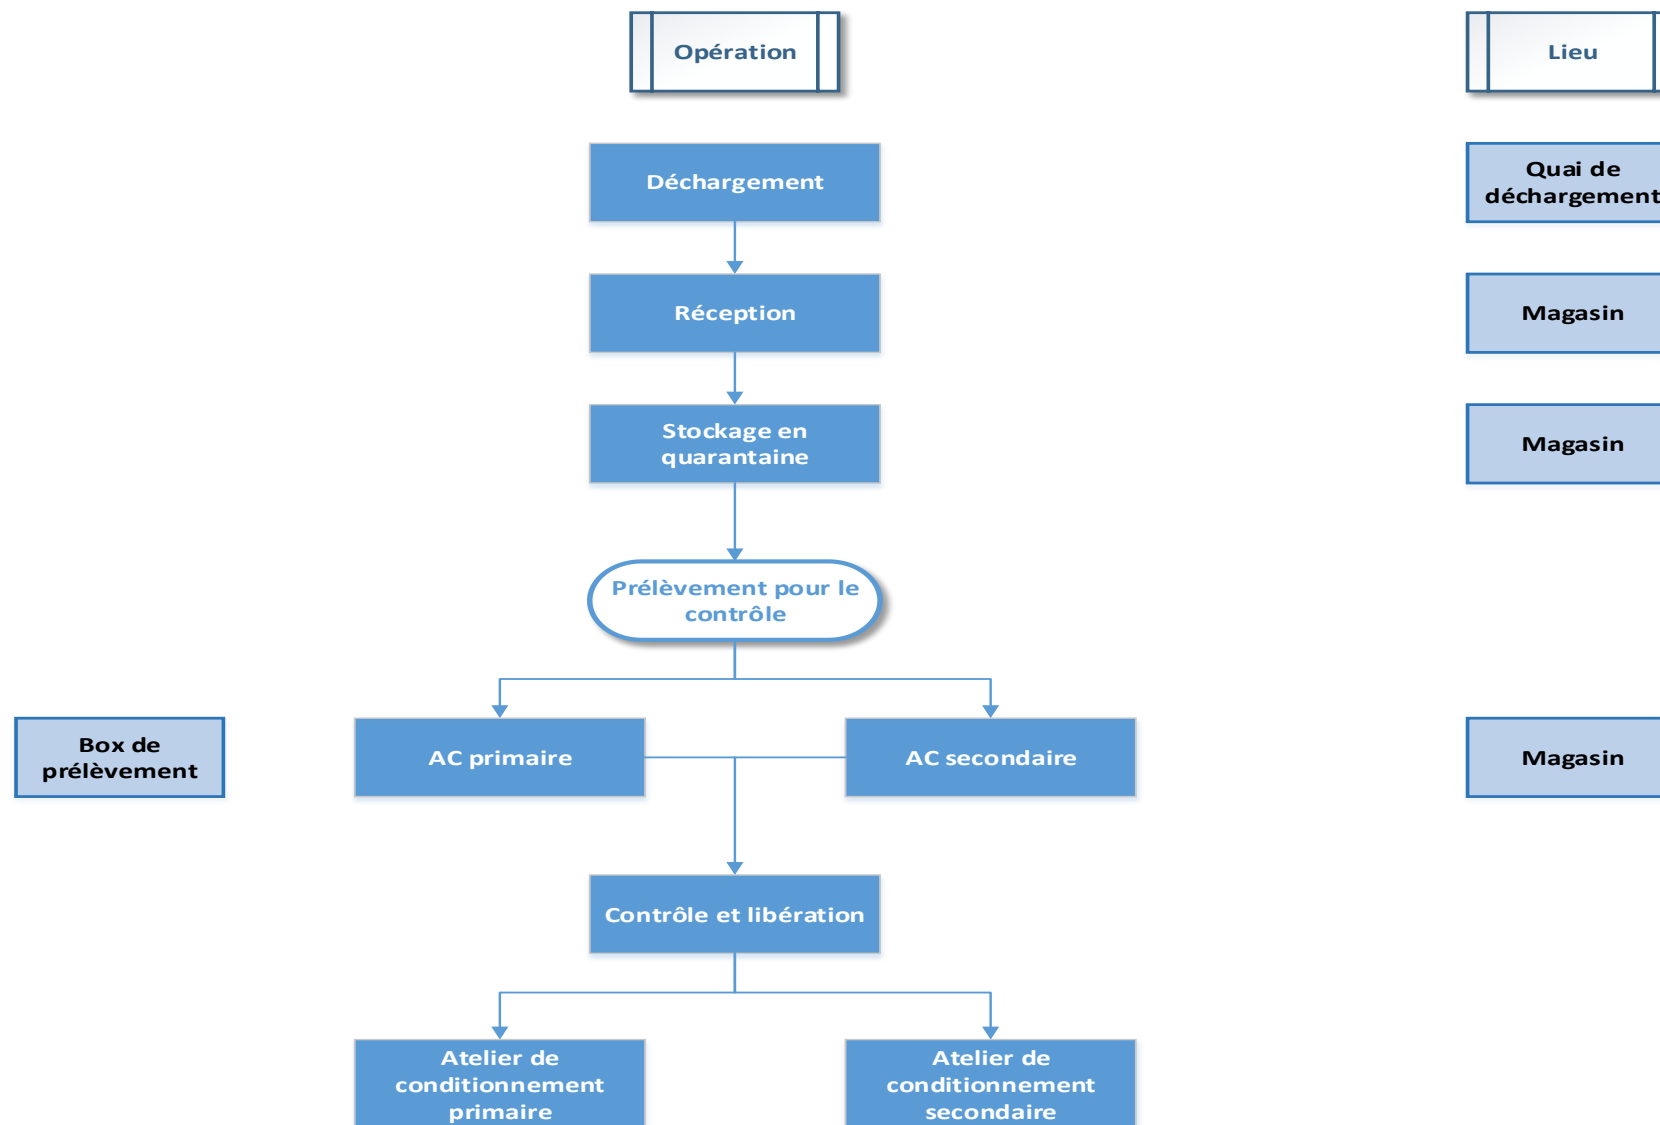 Opération
Lieu
Déchargement
Quai de
déchargement
Réception
Magasin
Stockage en
quarantaine
Magasin
Prélèvement pour le
contrôle
Box de
prélèvement
AC primaire
AC secondaire
Magasin
Contrôle et libération
Atelier de
conditionnement
primaire
Atelier de
conditionnement
secondaire